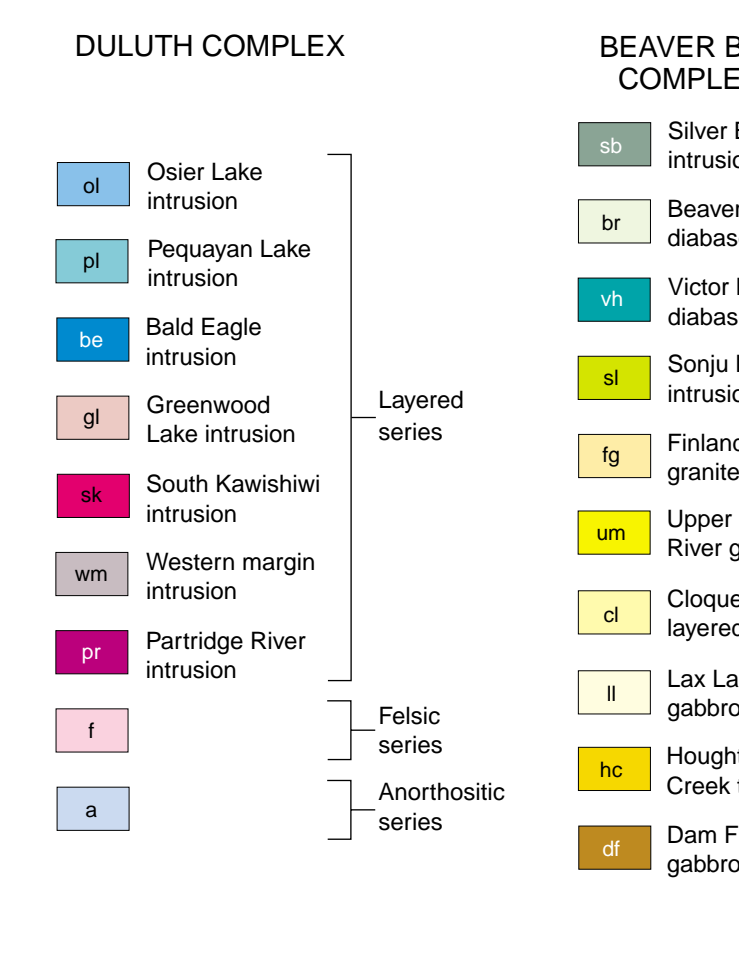 DULUTH COMPLEX
ol
Osier Lake
intrusion
pl
Pequayan Lake
intrusion
be
Bald Eagle
intrusion
gl
Greenwood
Lake intrusion
sk
South Kawishiwi
intrusion
wm
Western margin
intrusion
pr
Partridge River
intrusion
Layered
series
f
Felsic
series
a
Anorthositic
series
BEAVER B
COMPLE
sb
Silver
intrusio
br
Beaver
diabas
vh
Victor
diabas
sl
Sonju
intrusio
fg
Finlan
granite
um
Upper
River g
cl
Cloque
layered
ll
Lax La
gabbro
hc
Hought
Creek
df
Dam F
gabbro